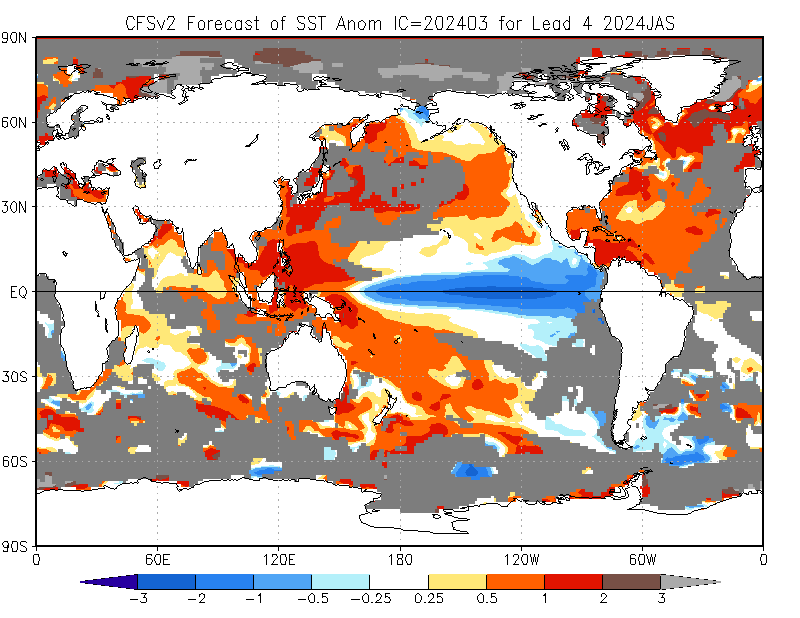 CFSv2 Forecast of SST Anom IC=202403 for Lead 4 2024JAS
90N
60N
30N
EQ
30S
60S
90S
0 60E 120E 180 120W 60W 0
-3 -2 -1 -0.5 -0.25 0.25 0.5 1 2 3